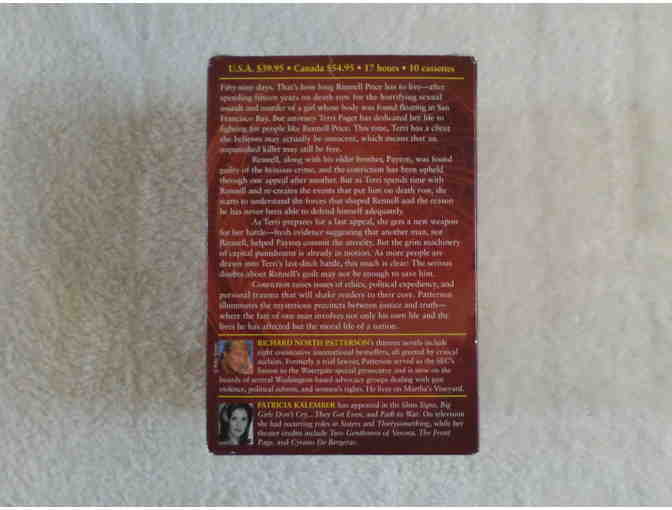 U.S.A. $39.95 • Canada $54.95 • 17 hours • 10 cassettes
Fifty-nine days. That's how long Rennell Price has to live—after
spending fifteen years on death row for the horrifying sexual
assault and murder of a girl whose body was found floating in San
Francisco Bay. But attorney Terri Paget has dedicated her life to
fighting for people like Rennell Price. This time, Terri has a client
she believes may actually be innocent, which means that an
unpunished killer may still be free.
Rennell, along with his older brother, Payton, was found
guilty of the heinous crime, and the conviction has been upheld
through one appeal after another. But as Terri spends time with
Rennell and re-creates the events that put him on death row, she
starts to understand the forces that shaped Rennell and the reason
he has never been able to defend himself adequately.
As Terri prepares for a last appeal, she gets a new weapon
for her battle—fresh evidence suggesting that another man, not
Rennell, helped Payton commit the atrocity. But the grim machinery
of capital punishment is already in motion. As more people are
drawn into Terri's last-ditch battle, this much is clear: The serious
doubts about Rennell's guilt may not be enough to save him.
CONVICTION raises issues of ethics, political expediency, and
personal trauma that will shake readers to their core. Patterson
illuminates the mysterious precincts between justice and truth—
where the fate of one man involves not only his own life and the
lives he has affected but the moral life of a nation.
RICHARD NORTH PATTERSON's thirteen novels include
eight consecutive international bestsellers, all greeted by critical
acclaim. Formerly a trial lawyer, Patterson served as the SEC's
liaison to the Watergate special prosecutor and is now on the
boards of several Washington-based advocacy groups dealing with gun
violence, political reform, and women's rights. He lives on Martha's Vineyard.
PATRICIA KALEMBER has appeared in the films Signs, Big
Girls Don't Cry... They Get Even, and Path to War. On television
she had recurring roles in Sisters and Thirtysomething, while her
theater credits include Two Gentlemen of Verona, The Front
Page, and Cyrano De Bergerac.